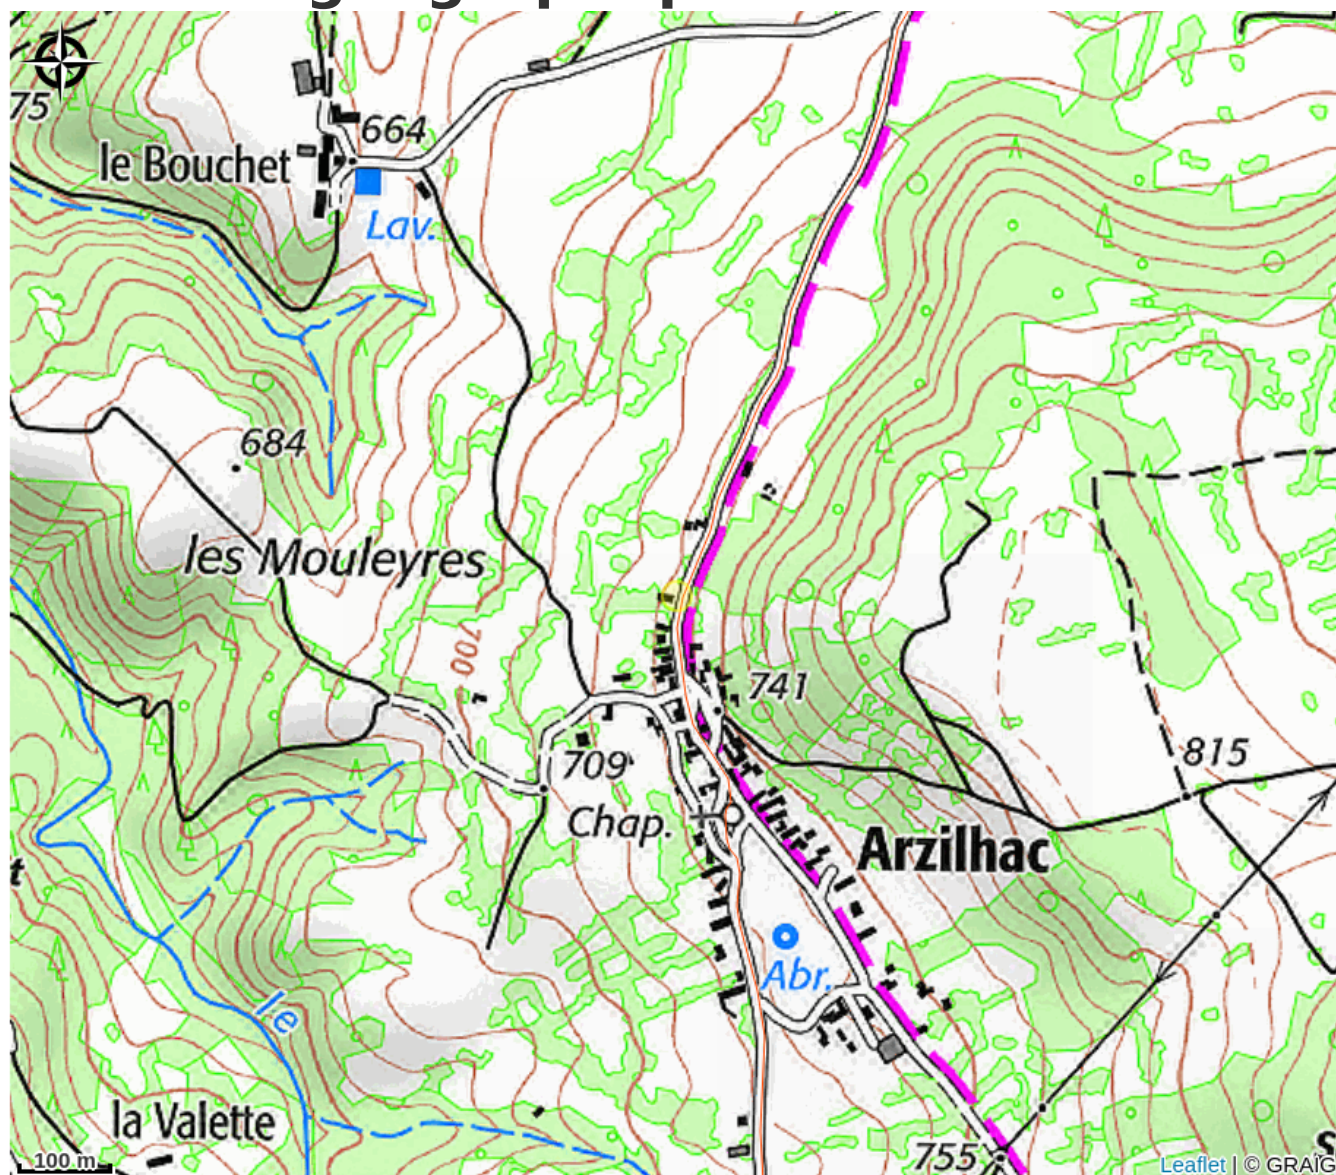 75
664
le Bouchet
Lav.
684
les Mouleyres
700
741
709
815
Chap.
Arzilhac
Abr.
Le
la Valette
755
100 m
Leaflet | © GRAIC